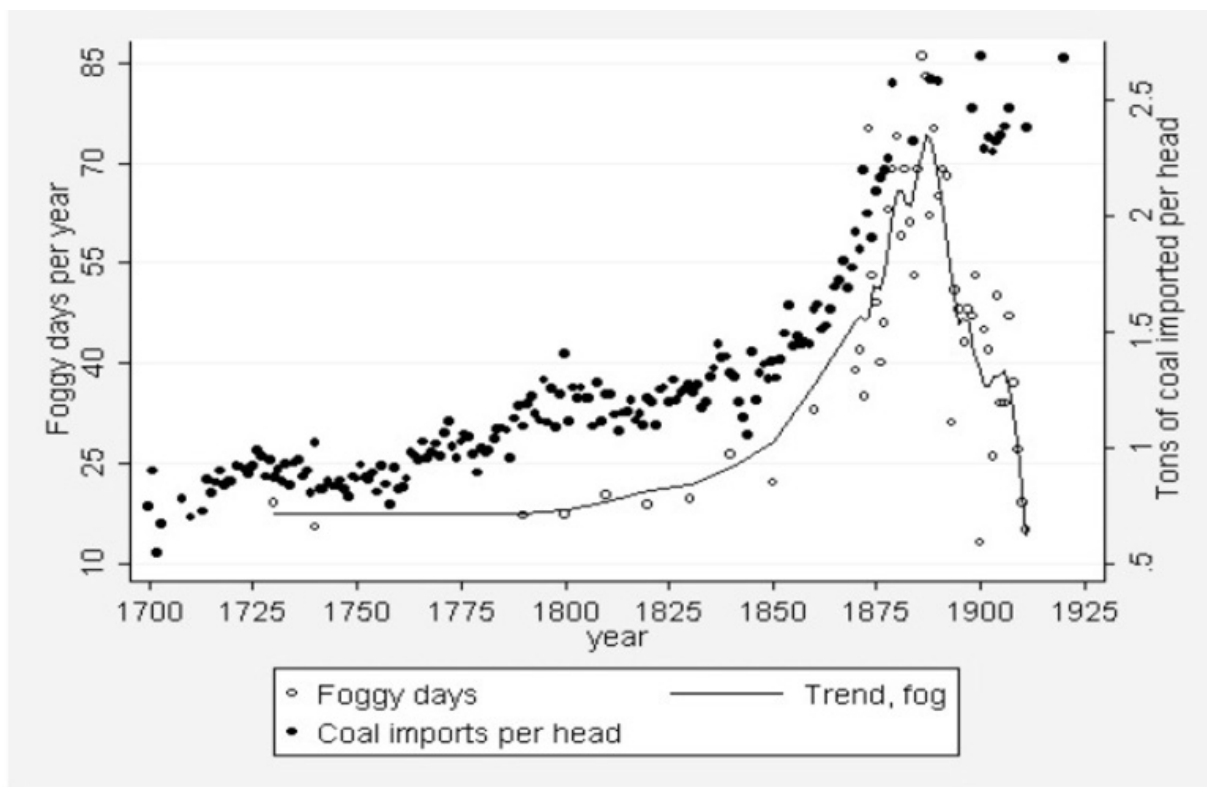 Foggy days per year
85
70
55
40
25
10
Tons of coal imported per head
2.5
2
1.5
1
.5
1700 1725 1750 1775 1800 1825 1850 1875 1900 1925
year
Foggy days Trend, fog
Coal imports per head